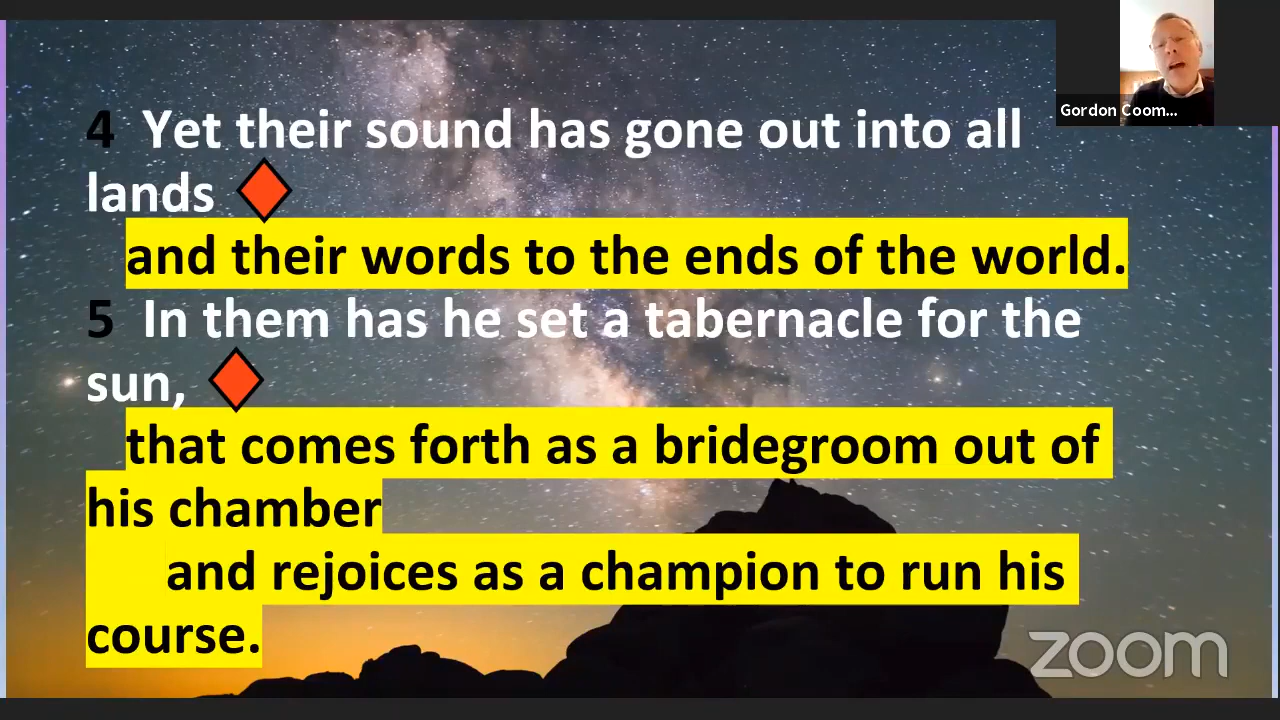 4 Yet their sound has gone out into all
lands
and their words to the ends of the world.
5 In them has he set a tabernacle for the
sun,
that comes forth as a bridegroom out of
his chamber
and rejoices as a champion to run his
course.
Gordon Coom...
zoom